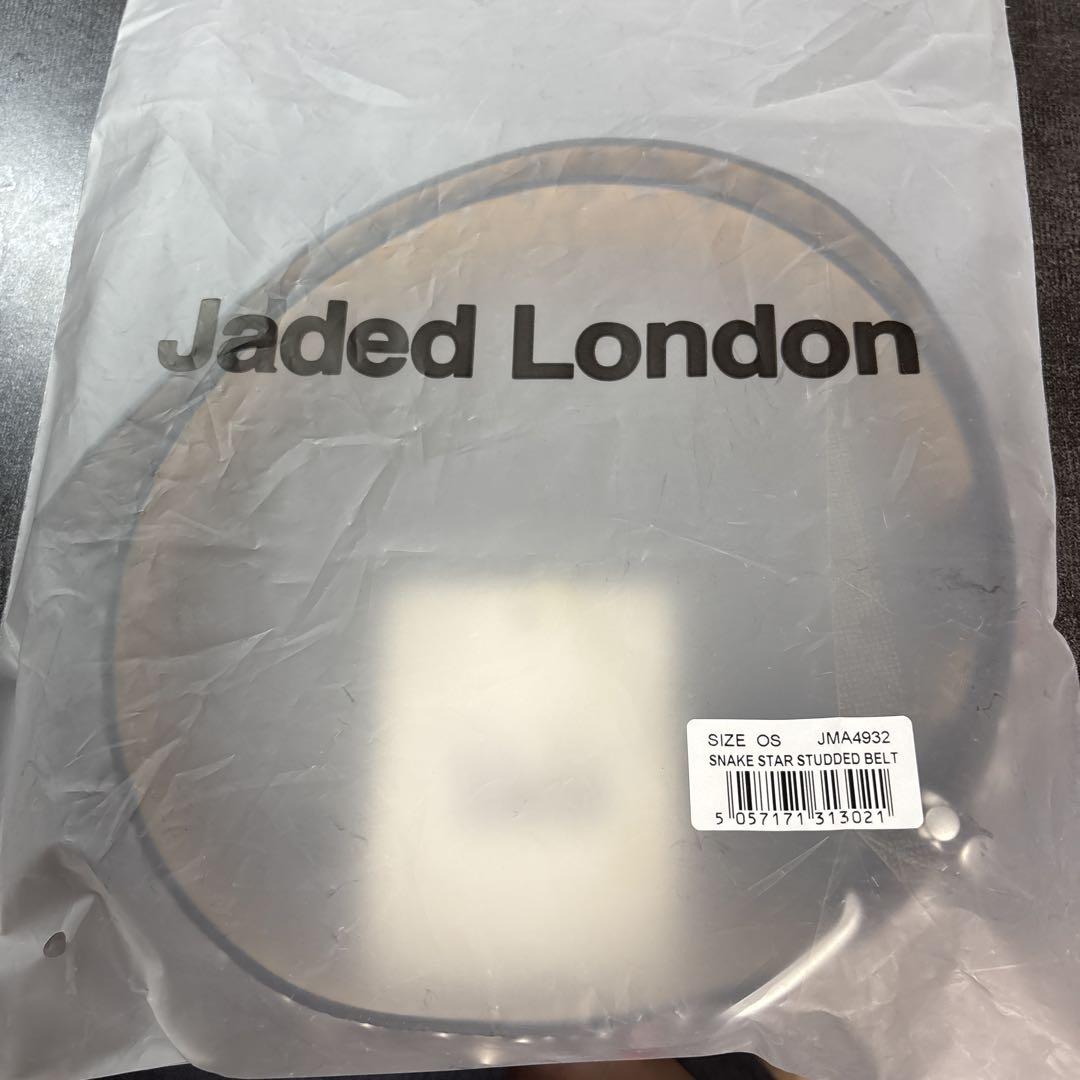 Jaded London
SIZE OS JMA4932
SNAKE STAR STUDDED BELT
5 057171 313021